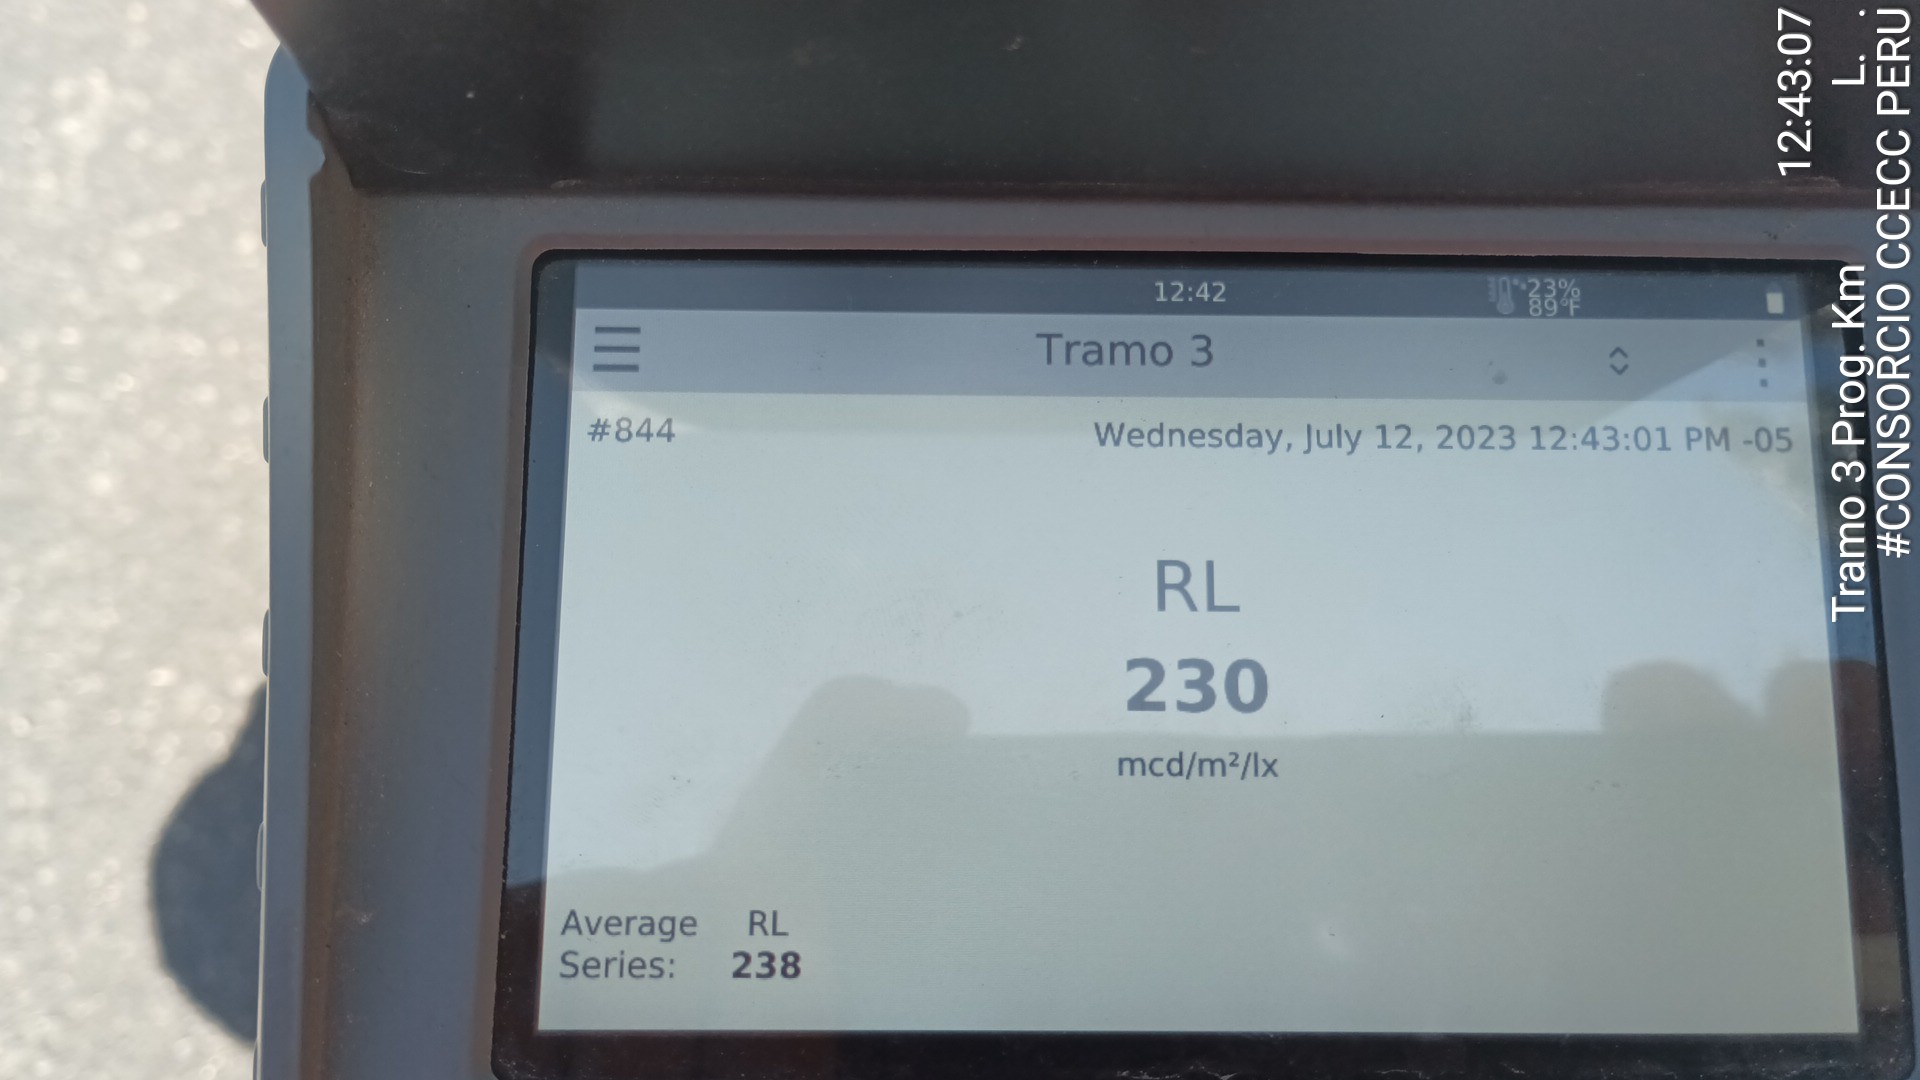 12:42
23%
89°F
Tramo 3
#844
Wednesday, July 12, 2023 12:43:01 PM -05
RL
230
mcd/m²/lx
Average RL
Series: 238
12:43:07
Tramo 3 Prog. Km L. .
#CONSORCIO CCECC PERU